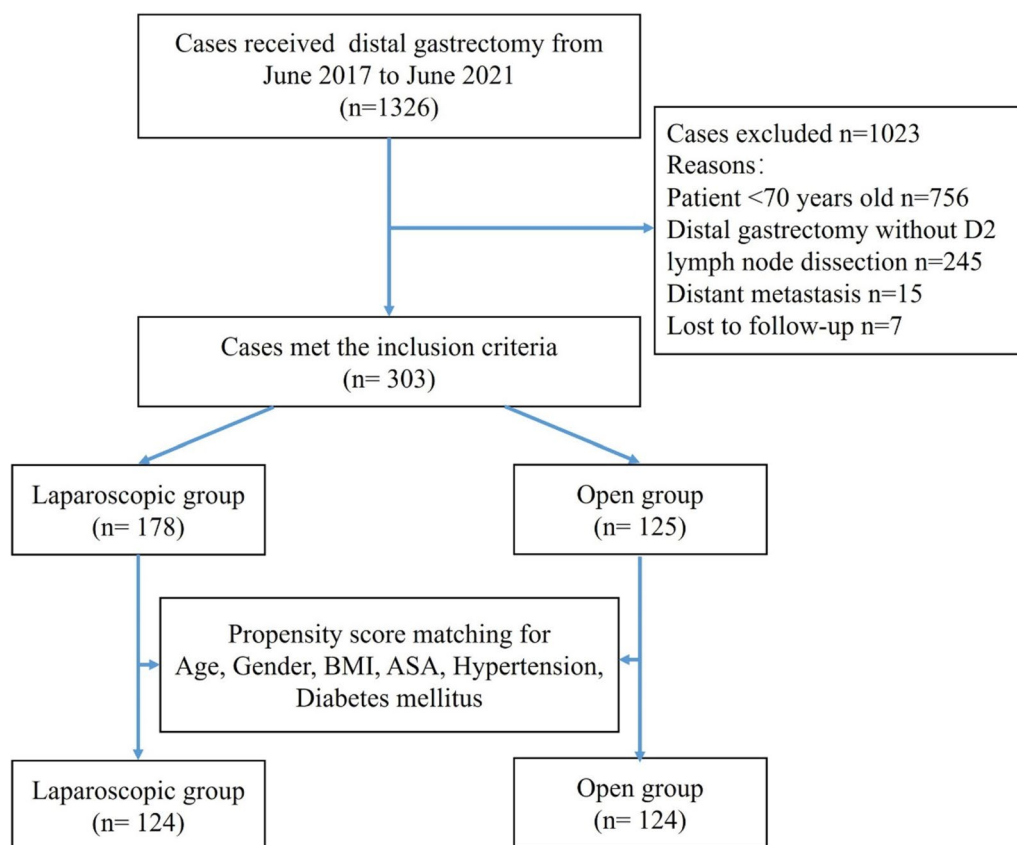 Cases received distal gastrectomy from
June 2017 to June 2021
(n=1326)
Cases excluded n=1023
Reasons:
Patient <70 years old n=756
Distal gastrectomy without D2
lymph node dissection n=245
Distant metastasis n=15
Lost to follow-up n=7
Cases met the inclusion criteria
(n= 303)
Laparoscopic group
(n= 178)
Open group
(n= 125)
Propensity score matching for
Age, Gender, BMI, ASA, Hypertension,
Diabetes mellitus
Laparoscopic group
(n= 124)
Open group
(n= 124)